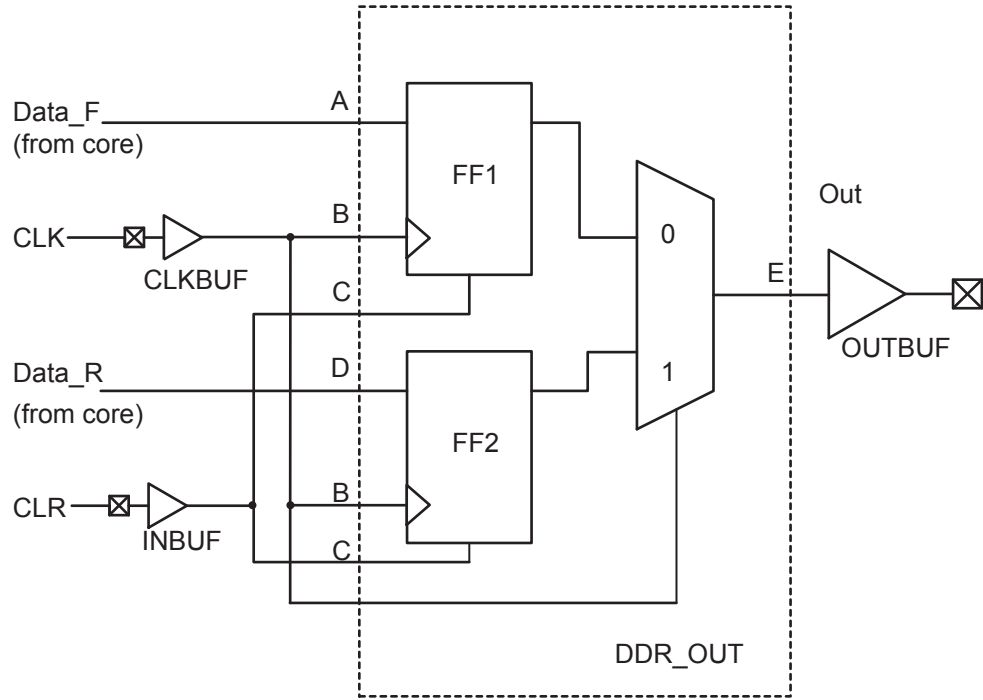 Data_F
(from core)
A
FF1
0
Out
CLK
CLKBUF
B
C
E
OUTBUF
Data_R
(from core)
D
FF2
1
CLR
INBUF
B
C
DDR_OUT